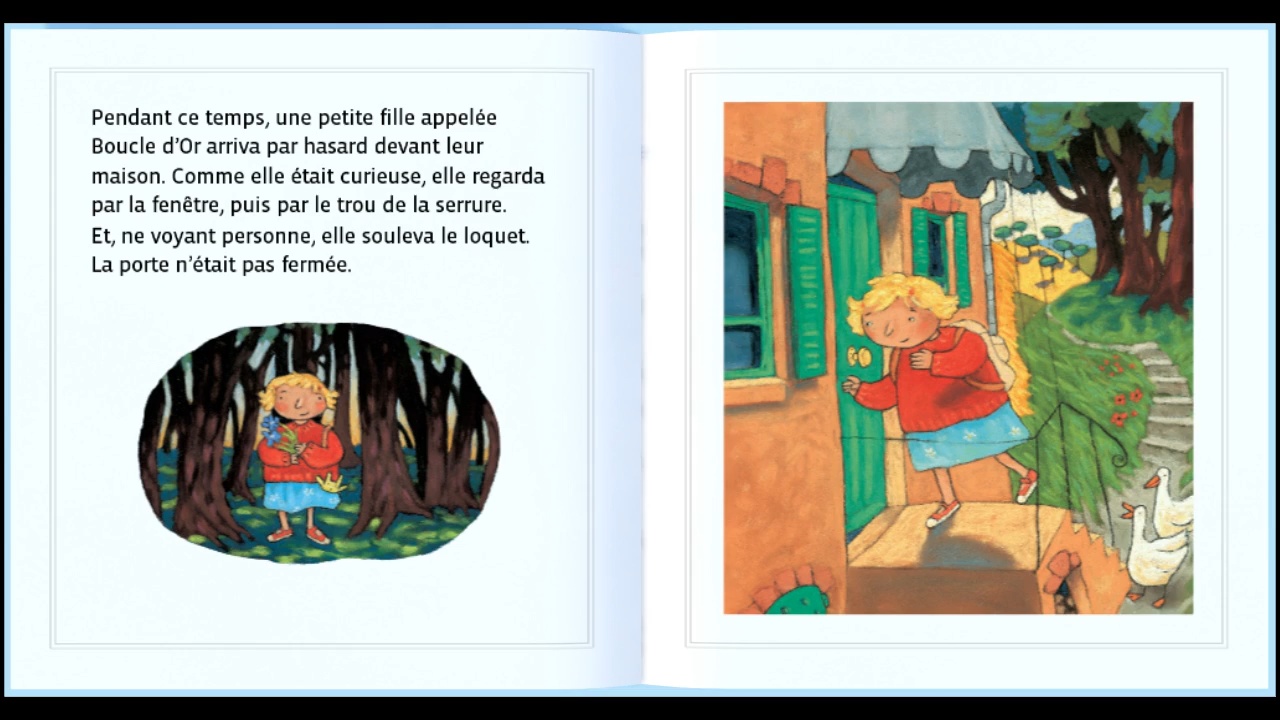 Pendant ce temps, une petite fille appelée
Boucle d’Or arriva par hasard devant leur
maison. Comme elle était curieuse, elle regarda
par la fenêtre, puis par le trou de la serrure.
Et, ne voyant personne, elle souleva le loquet.
La porte n’était pas fermée.